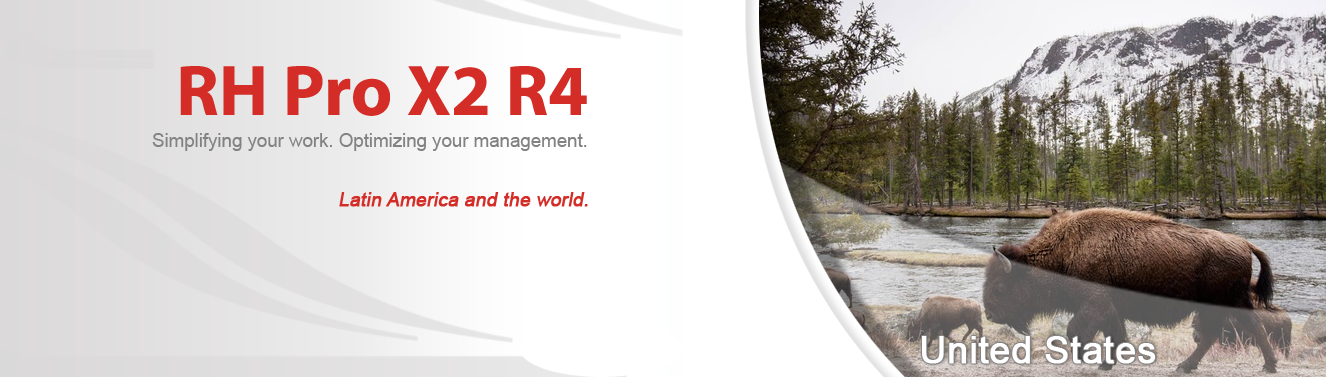 RH Pro X2 R4
Simplifying your work. Optimizing your management.
Latin America and the world.
United States